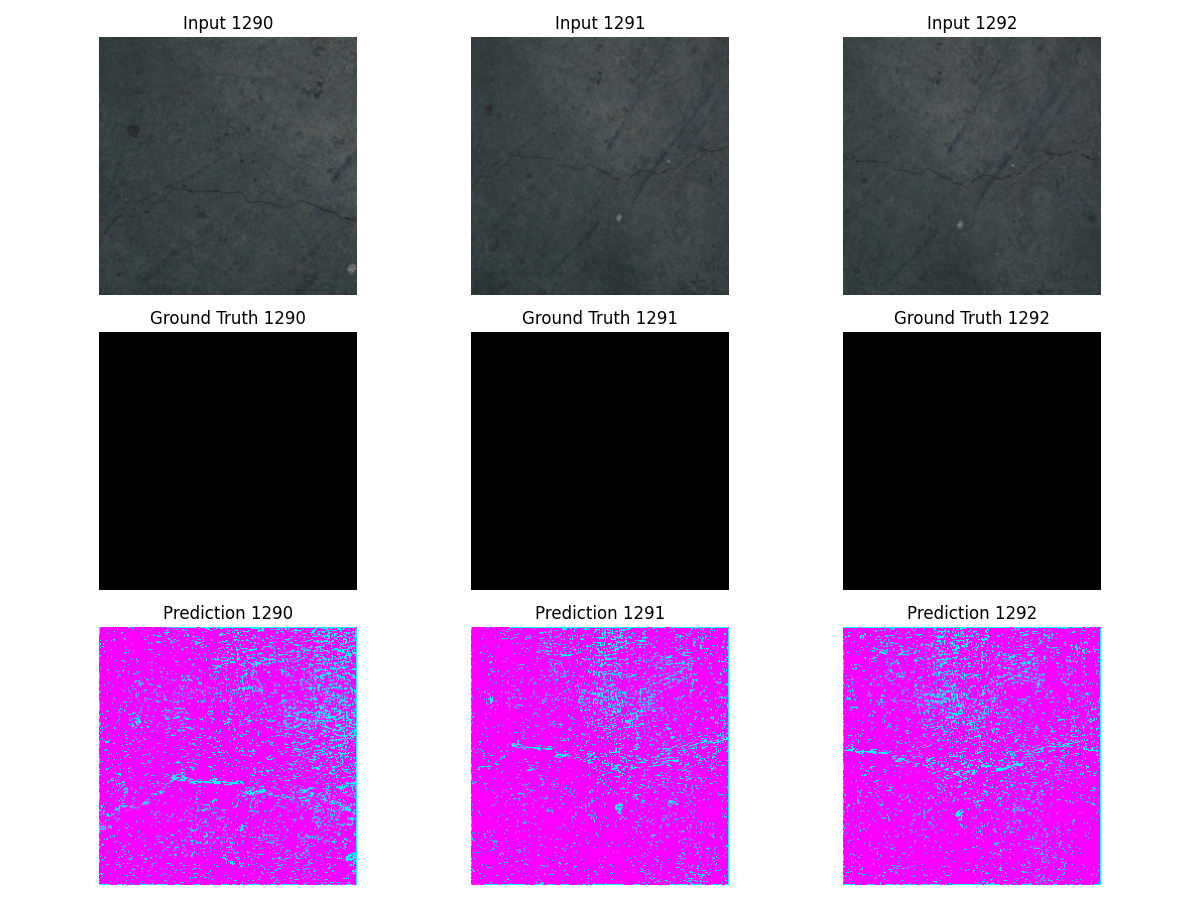 Input 1290
Input 1291
Input 1292
Ground Truth 1290
Ground Truth 1291
Ground Truth 1292
Prediction 1290
Prediction 1291
Prediction 1292